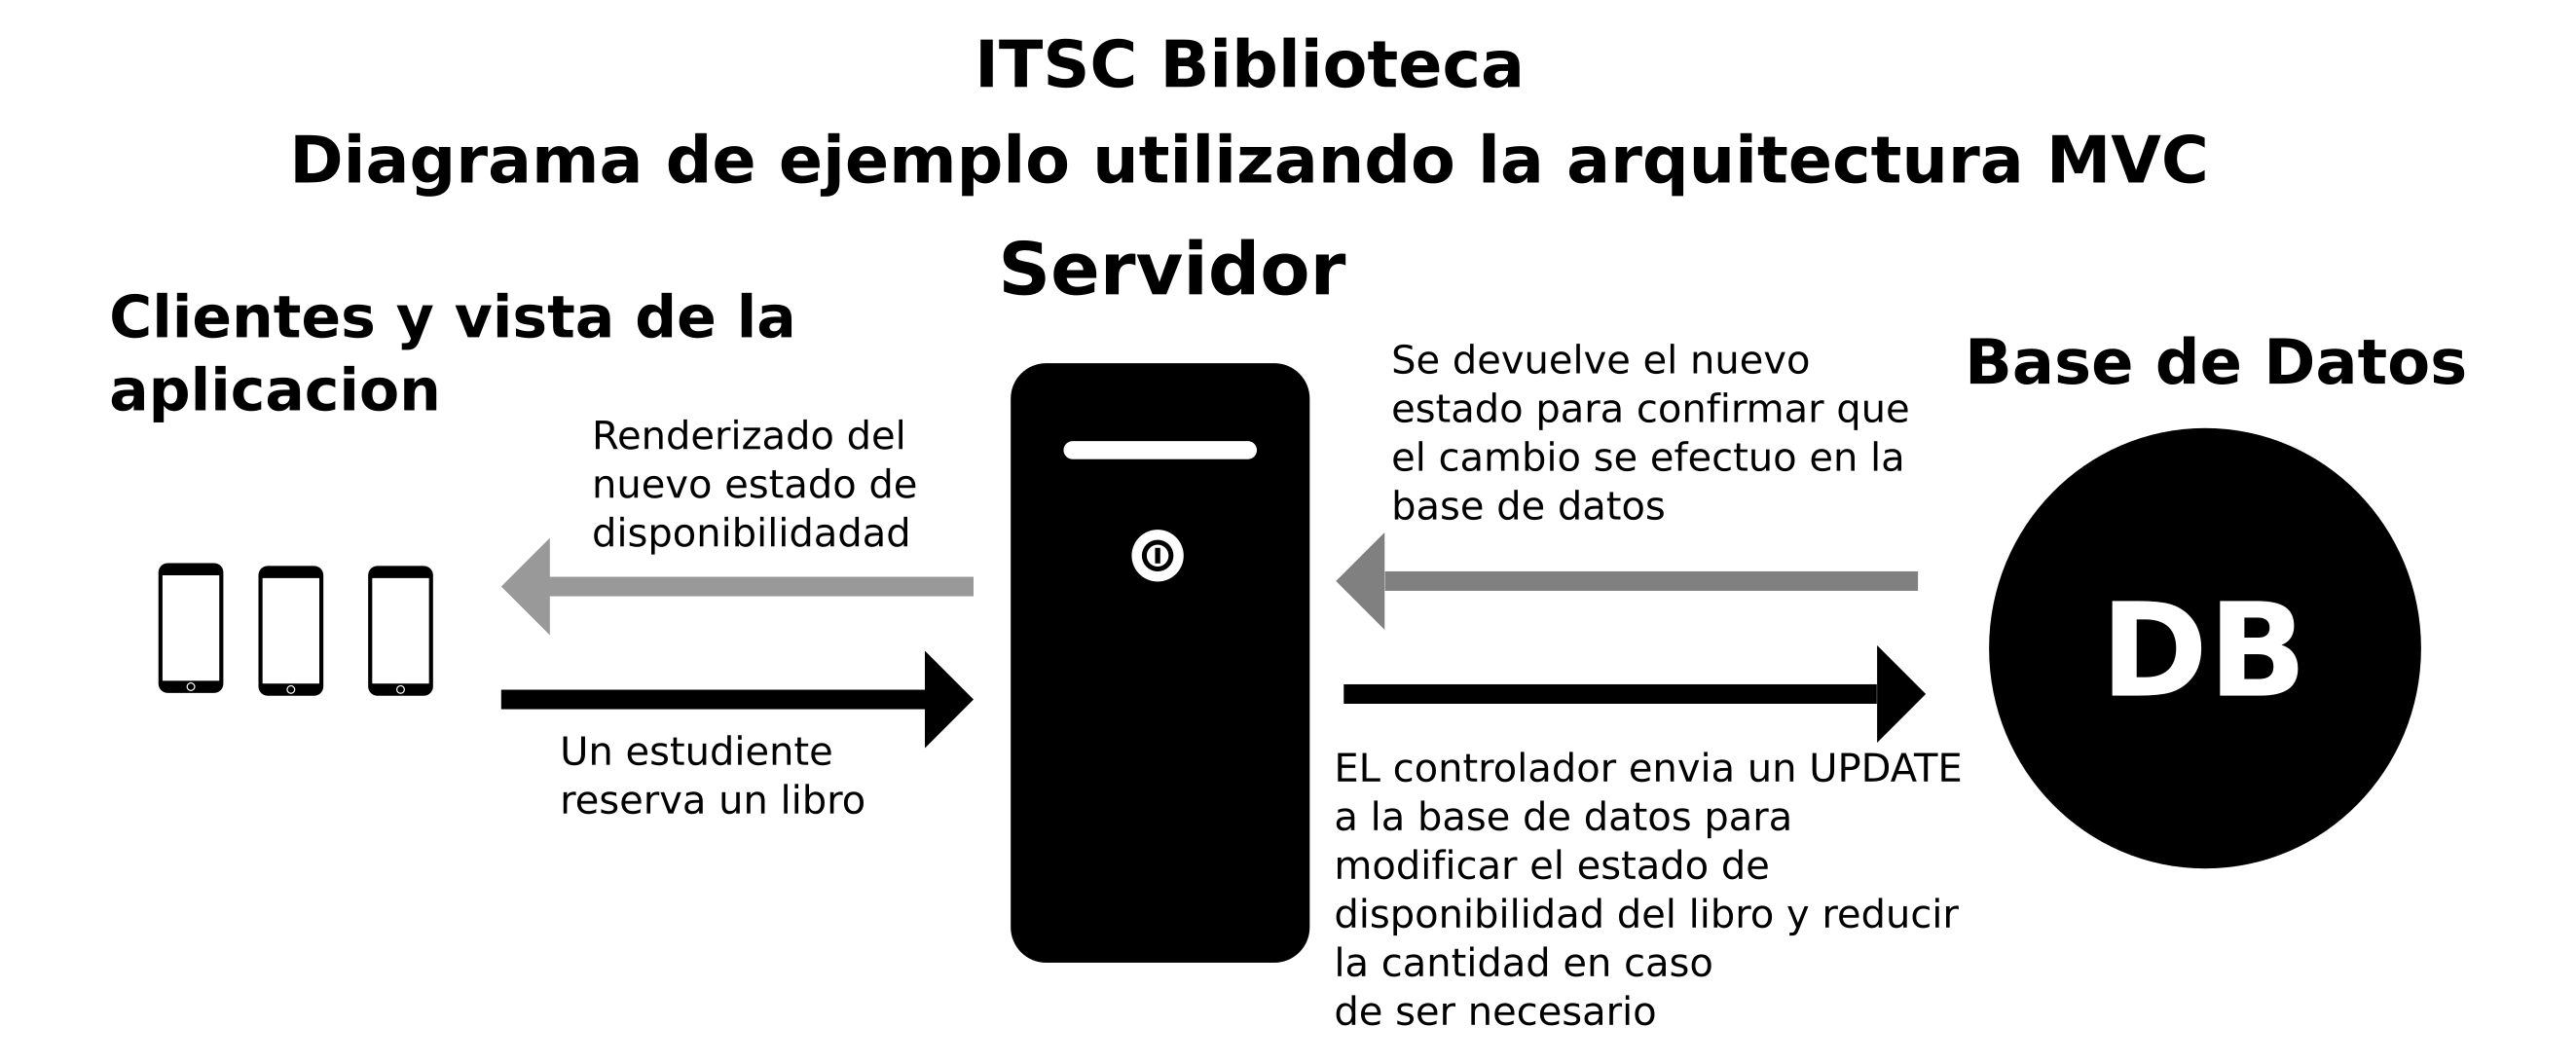 ITSC Biblioteca
Diagrama de ejemplo utilizando la arquitectura MVC
Servidor
Clientes y vista de la
aplicacion
Renderizado del
nuevo estado de
disponibilidadad
Un estudiante
reserva un libro
Se devuelve el nuevo
estado para confirmar que
el cambio se efectuo en la
base de datos
EL controlador envia un UPDATE
a la base de datos para
modificar el estado de
disponibilidad del libro y reducir
la cantidad en caso
de ser necesario
Base de Datos
DB